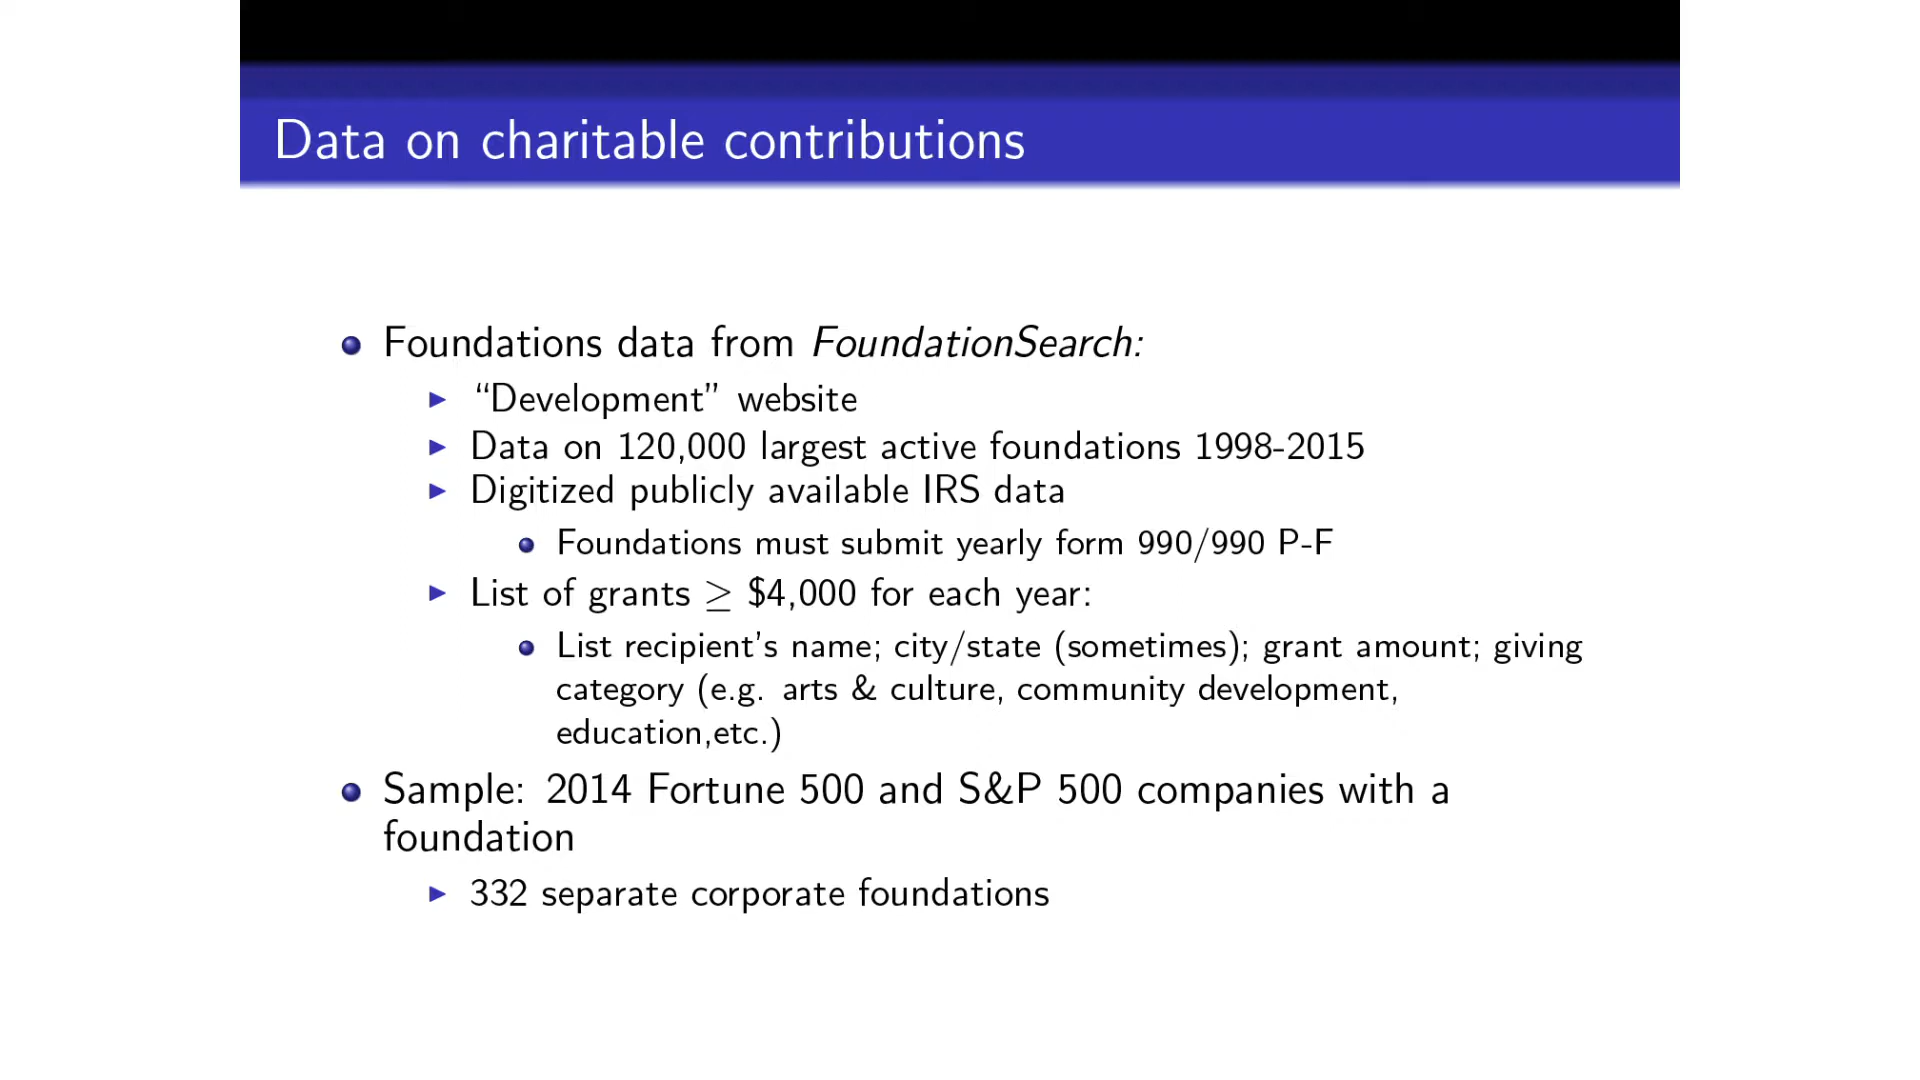 Data on charitable contributions
Foundations data from FoundationSearch:
“Development” website
Data on 120,000 largest active foundations 1998-2015
Digitized publicly available IRS data
Foundations must submit yearly form 990/990 P-F
List of grants ≥ $4,000 for each year:
List recipient’s name; city/state (sometimes); grant amount; giving
category (e.g. arts & culture, community development,
education,etc.)
Sample: 2014 Fortune 500 and S&P 500 companies with a
foundation
332 separate corporate foundations